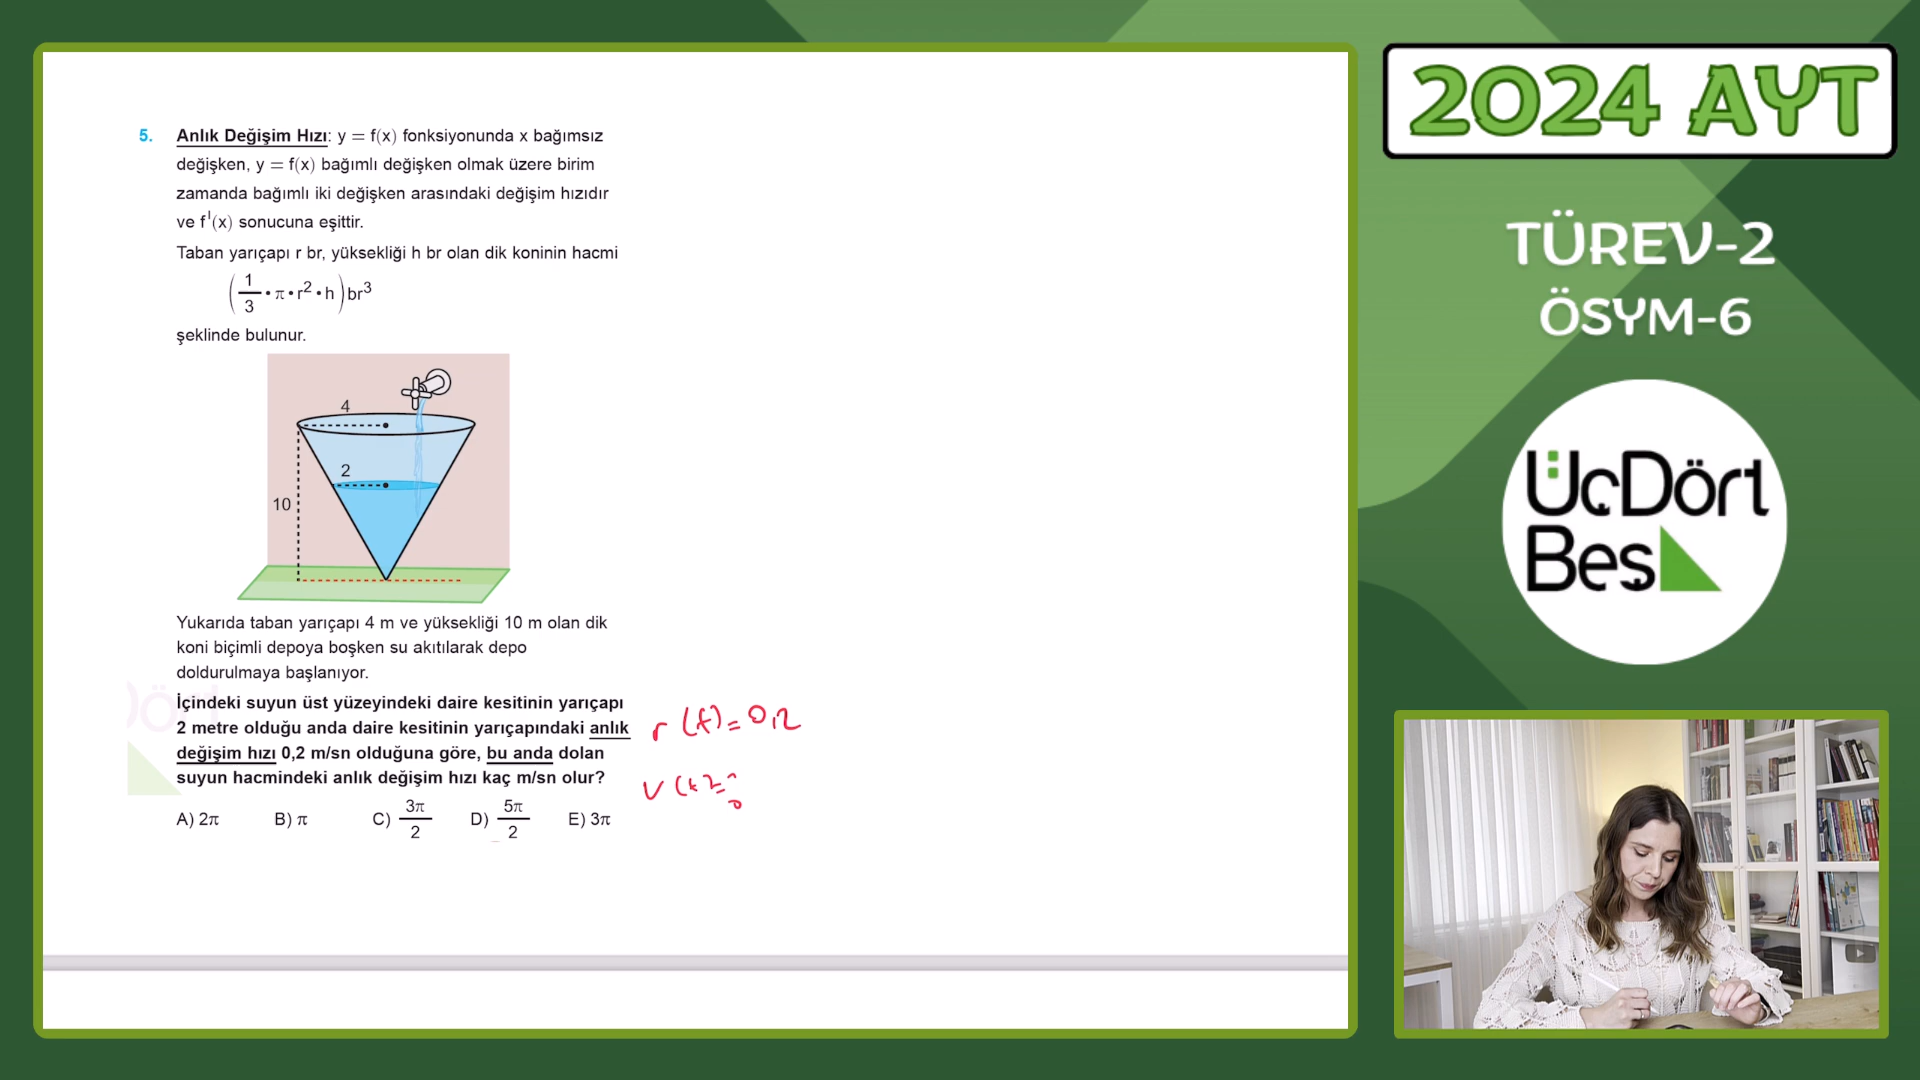 5. Anlık Değişim Hızı: y = f(x) fonksiyonunda x bağımsız
değişken, y = f(x) bağımlı değişken olmak üzere birim
zamanda bağımlı iki değişken arasındaki değişim hızıdır
ve f'(x) sonucuna eşittir.
Taban yarıçapı r br, yüksekliği h br olan dik koninin hacmi
(1/3 • π • r² • h) br³
şeklinde bulunur.
4
2
10
Yukarıda taban yarıçapı 4 m ve yüksekliği 10 m olan dik
koni biçimli depoya boşken su akıtılarak depo
doldurulmaya başlanıyor.
İçindeki suyun üst yüzeyindeki daire kesitinin yarıçapı
2 metre olduğu anda daire kesitinin yarıçapındaki anlık
değişim hızı 0,2 m/sn olduğuna göre, bu anda dolan
suyun hacmindeki anlık değişim hızı kaç m/sn olur?
A) 2π B) π C) 3π/2 D) 5π/2 E) 3π
r (t) = 0,2
v (t) = ?
2024 AYT
TÜREV-2
ÖSYM-6
ÜçDört
Beş